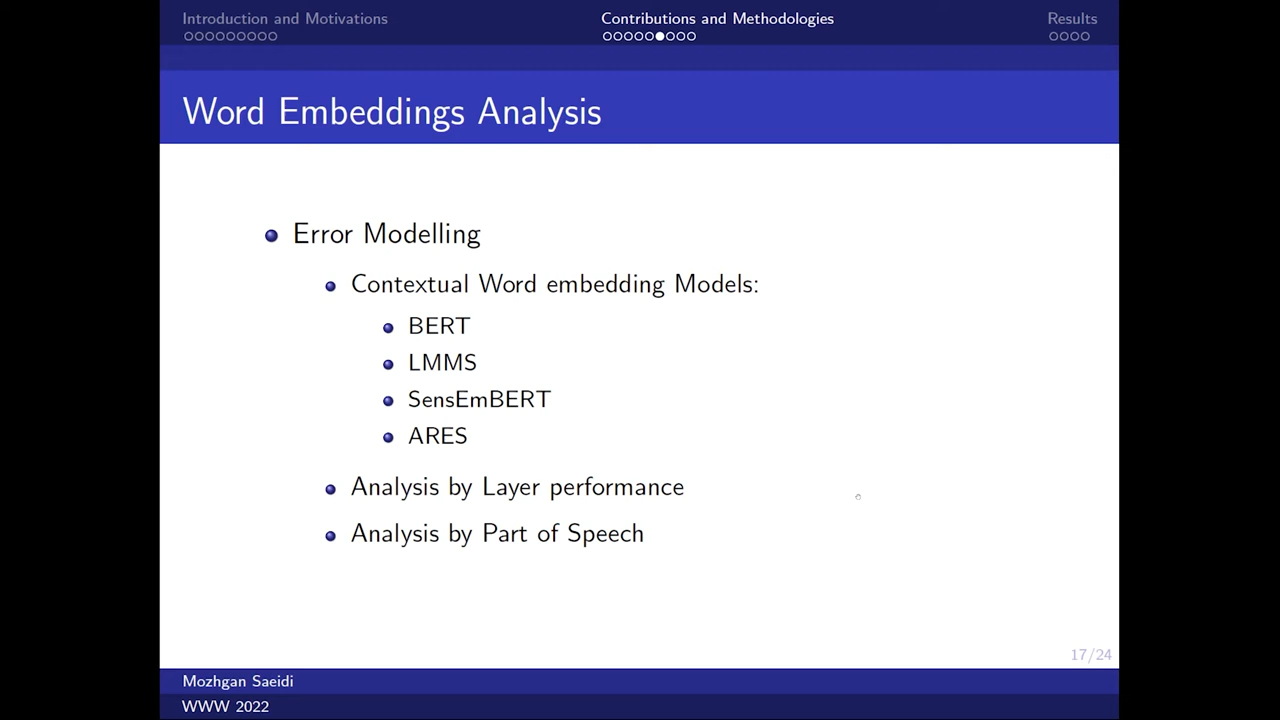 Introduction and Motivations
Contributions and Methodologies
Results
Word Embeddings Analysis
Error Modelling
Contextual Word embedding Models:
BERT
LMMS
SensEmBERT
ARES
Analysis by Layer performance
Analysis by Part of Speech
17/24
Mozhgan Saeidi
WWW 2022